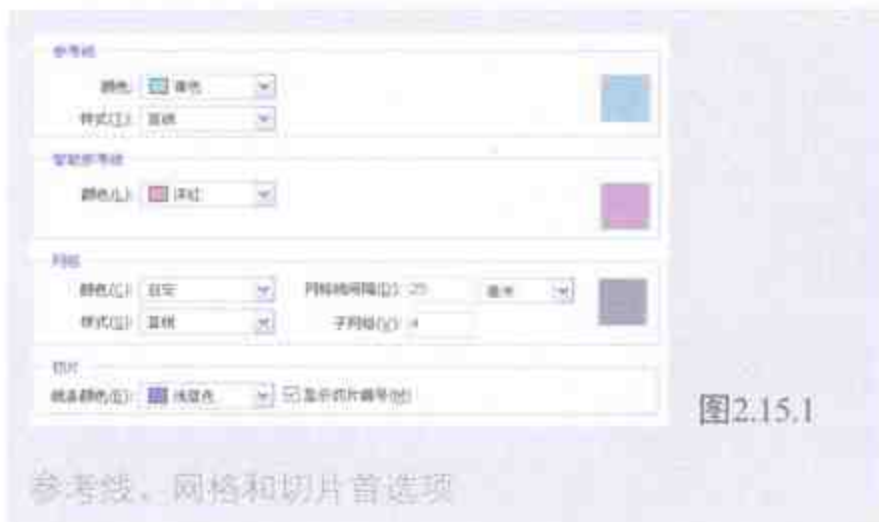 参考线
颜色: 青色
样式(T): 直线
智能参考线
颜色(L): 洋红
网格
颜色(C): 自定 网格线间隔(D): 25 毫米
样式(S): 直线 子网格(V): 4
切片
线条颜色(E): 浅蓝色 显示切片编号(M)
图2.15.1
参考线、网格和切片首选项